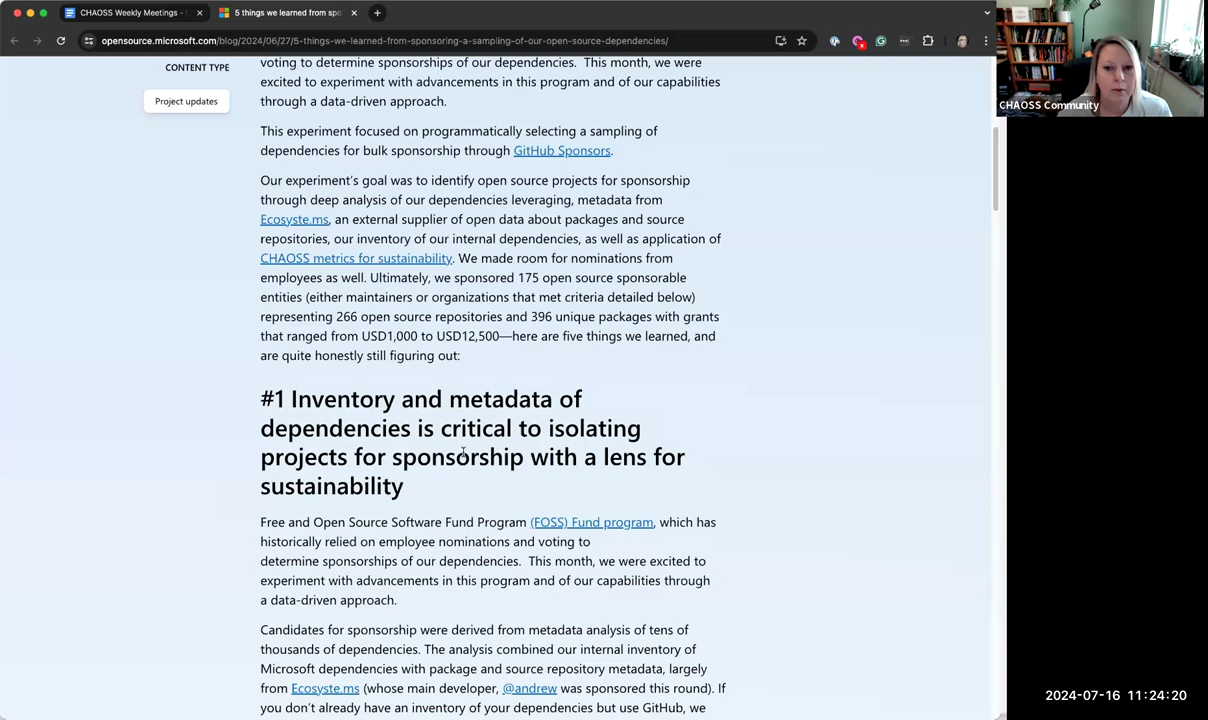 CHAOSS Weekly Meetings -
5 things we learned from spo
opensource.microsoft.com/blog/2024/06/27/5-things-we-learned-from-sponsoring-a-sampling-of-our-open-source-dependencies/
CHAOSS Community
CONTENT TYPE
Project updates
voting to determine sponsorships of our dependencies. This month, we were
excited to experiment with advancements in this program and of our capabilities
through a data-driven approach.
This experiment focused on programmatically selecting a sampling of
dependencies for bulk sponsorship through GitHub Sponsors.
Our experiment's goal was to identify open source projects for sponsorship
through deep analysis of our dependencies leveraging, metadata from
Ecosyste.ms, an external supplier of open data about packages and source
repositories, our inventory of our internal dependencies, as well as application of
CHAOSS metrics for sustainability. We made room for nominations from
employees as well. Ultimately, we sponsored 175 open source sponsorable
entities (either maintainers or organizations that met criteria detailed below)
representing 266 open source repositories and 396 unique packages with grants
that ranged from USD1,000 to USD12,500—here are five things we learned, and
are quite honestly still figuring out:
#1 Inventory and metadata of
dependencies is critical to isolating
projects for sponsorship with a lens for
sustainability
Free and Open Source Software Fund Program (FOSS) Fund program, which has
historically relied on employee nominations and voting to
determine sponsorships of our dependencies. This month, we were excited to
experiment with advancements in this program and of our capabilities through
a data-driven approach.
Candidates for sponsorship were derived from metadata analysis of tens of
thousands of dependencies. The analysis combined our internal inventory of
Microsoft dependencies with package and source repository metadata, largely
from Ecosyste.ms (whose main developer, @andrew was sponsored this round). If
you don't already have an inventory of your dependencies but use GitHub, we
2024-07-16 11:24:20